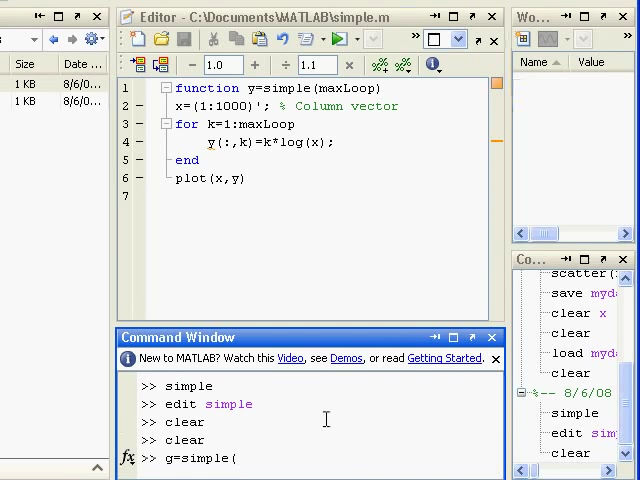 Size Date ...
1 KB 8/6/0...
1 KB 8/6/0...
Editor - C:\Documents\MATLAB\simple.m
1.0
1.1
1 function y=simple(maxLoop)
2 x=(1:1000)'; % Column vector
3 for k=1:maxLoop
4 y(:,k)=k*log(x);
5 end
6 plot(x,y)
7
Command Window
New to MATLAB? Watch this Video, see Demos, or read Getting Started.
>> simple
>> edit simple
>> clear
>> clear
fx >> g=simple(
Wo...
Name Value
Co...
scatter(
save myd
clear x
clear
load myd
clear
%-- 8/6/08
simple
edit sim
clear